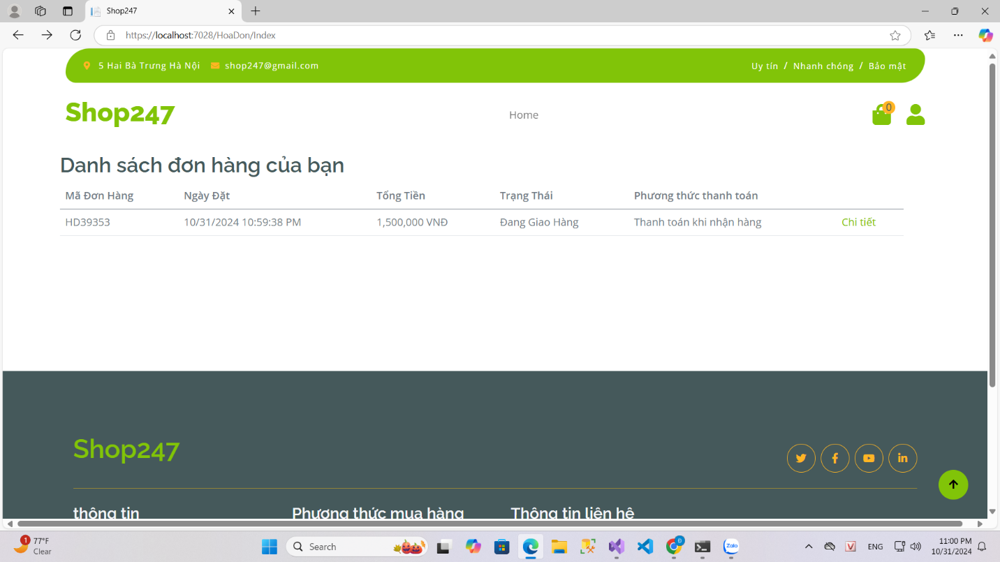 Shop247
https://localhost:7028/HoaDon/Index
5 Hai Bà Trưng Hà Nội shop247@gmail.com Uy tín / Nhanh chóng / Bảo mật
Shop247 Home 0
Danh sách đơn hàng của bạn
Mã Đơn Hàng Ngày Đặt Tổng Tiền Trạng Thái Phương thức thanh toán
HD39353 10/31/2024 10:59:38 PM 1,500,000 VNĐ Đang Giao Hàng Thanh toán khi nhận hàng Chi tiết
Shop247
thông tin Phương thức mua hàng Thông tin liên hệ
1 77°F Search Đ Zalo V ENG 11:00 PM
Clear 10/31/2024